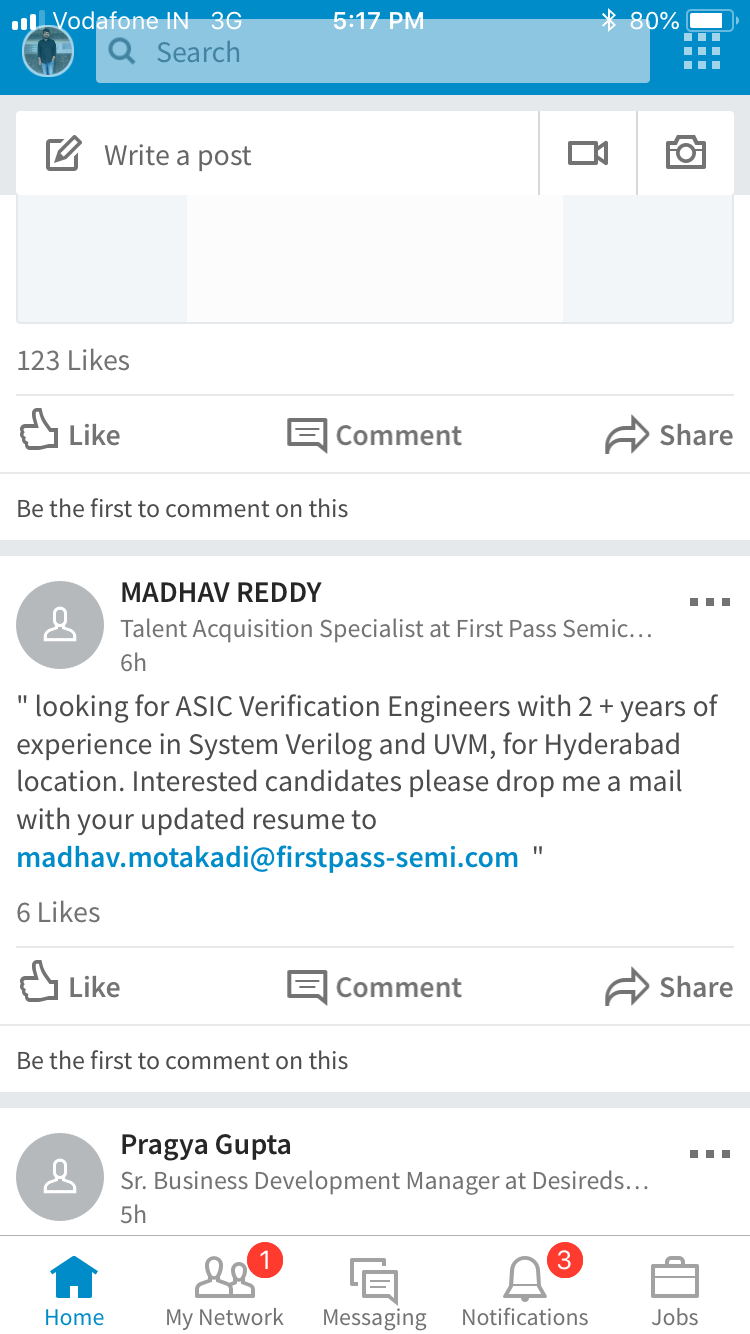 Vodafone IN 3G 5:17 PM 80%
Search
Write a post
123 Likes
Like Comment Share
Be the first to comment on this
MADHAV REDDY
Talent Acquisition Specialist at First Pass Semic...
6h
" looking for ASIC Verification Engineers with 2 + years of
experience in System Verilog and UVM, for Hyderabad
location. Interested candidates please drop me a mail
with your updated resume to
madhav.motakadi@firstpass-semi.com "
6 Likes
Like Comment Share
Be the first to comment on this
Pragya Gupta
Sr. Business Development Manager at Desireds...
5h
1 3
Home My Network Messaging Notifications Jobs